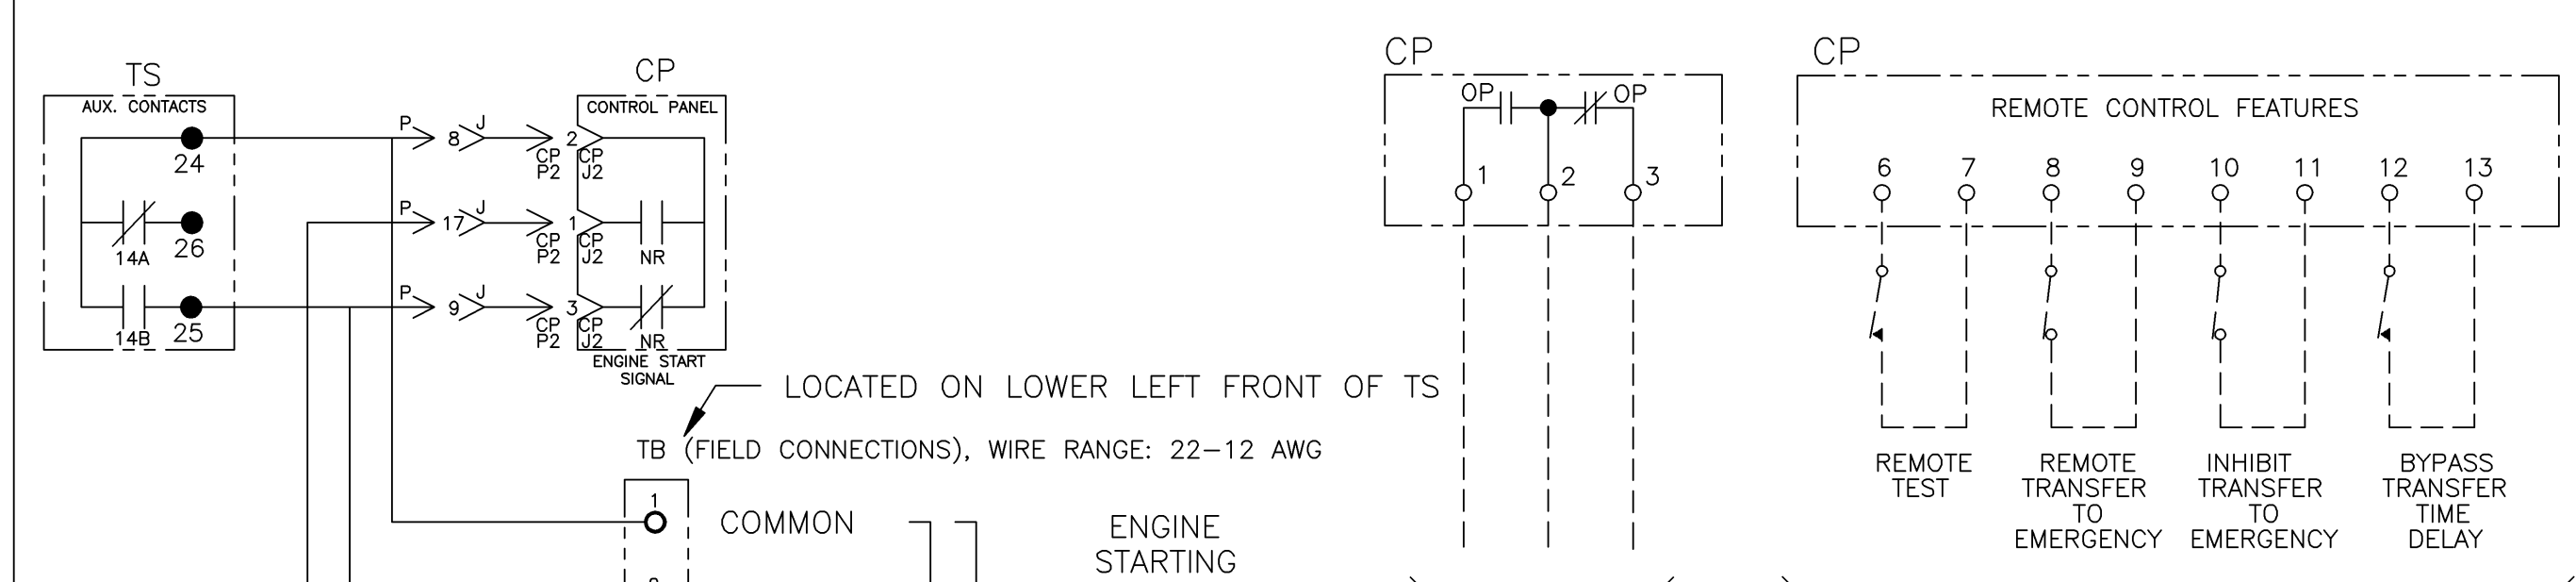 TS
AUX. CONTACTS
24
26
14A
14B
25
P
8
J
CP
P2
2
CP
J2
P
17
J
CP
P2
1
CP
J2
P
9
J
CP
P2
3
CP
J2
CP
CONTROL PANEL
NR
NR
ENGINE START
SIGNAL
LOCATED ON LOWER LEFT FRONT OF TS
TB (FIELD CONNECTIONS), WIRE RANGE: 22-12 AWG
1
COMMON
ENGINE
STARTING
CP
OP
OP
1
2
3
CP
REMOTE CONTROL FEATURES
6
7
8
9
10
11
12
13
REMOTE
TEST
REMOTE
TRANSFER
TO
EMERGENCY
INHIBIT
TRANSFER
TO
EMERGENCY
BYPASS
TRANSFER
TIME
DELAY